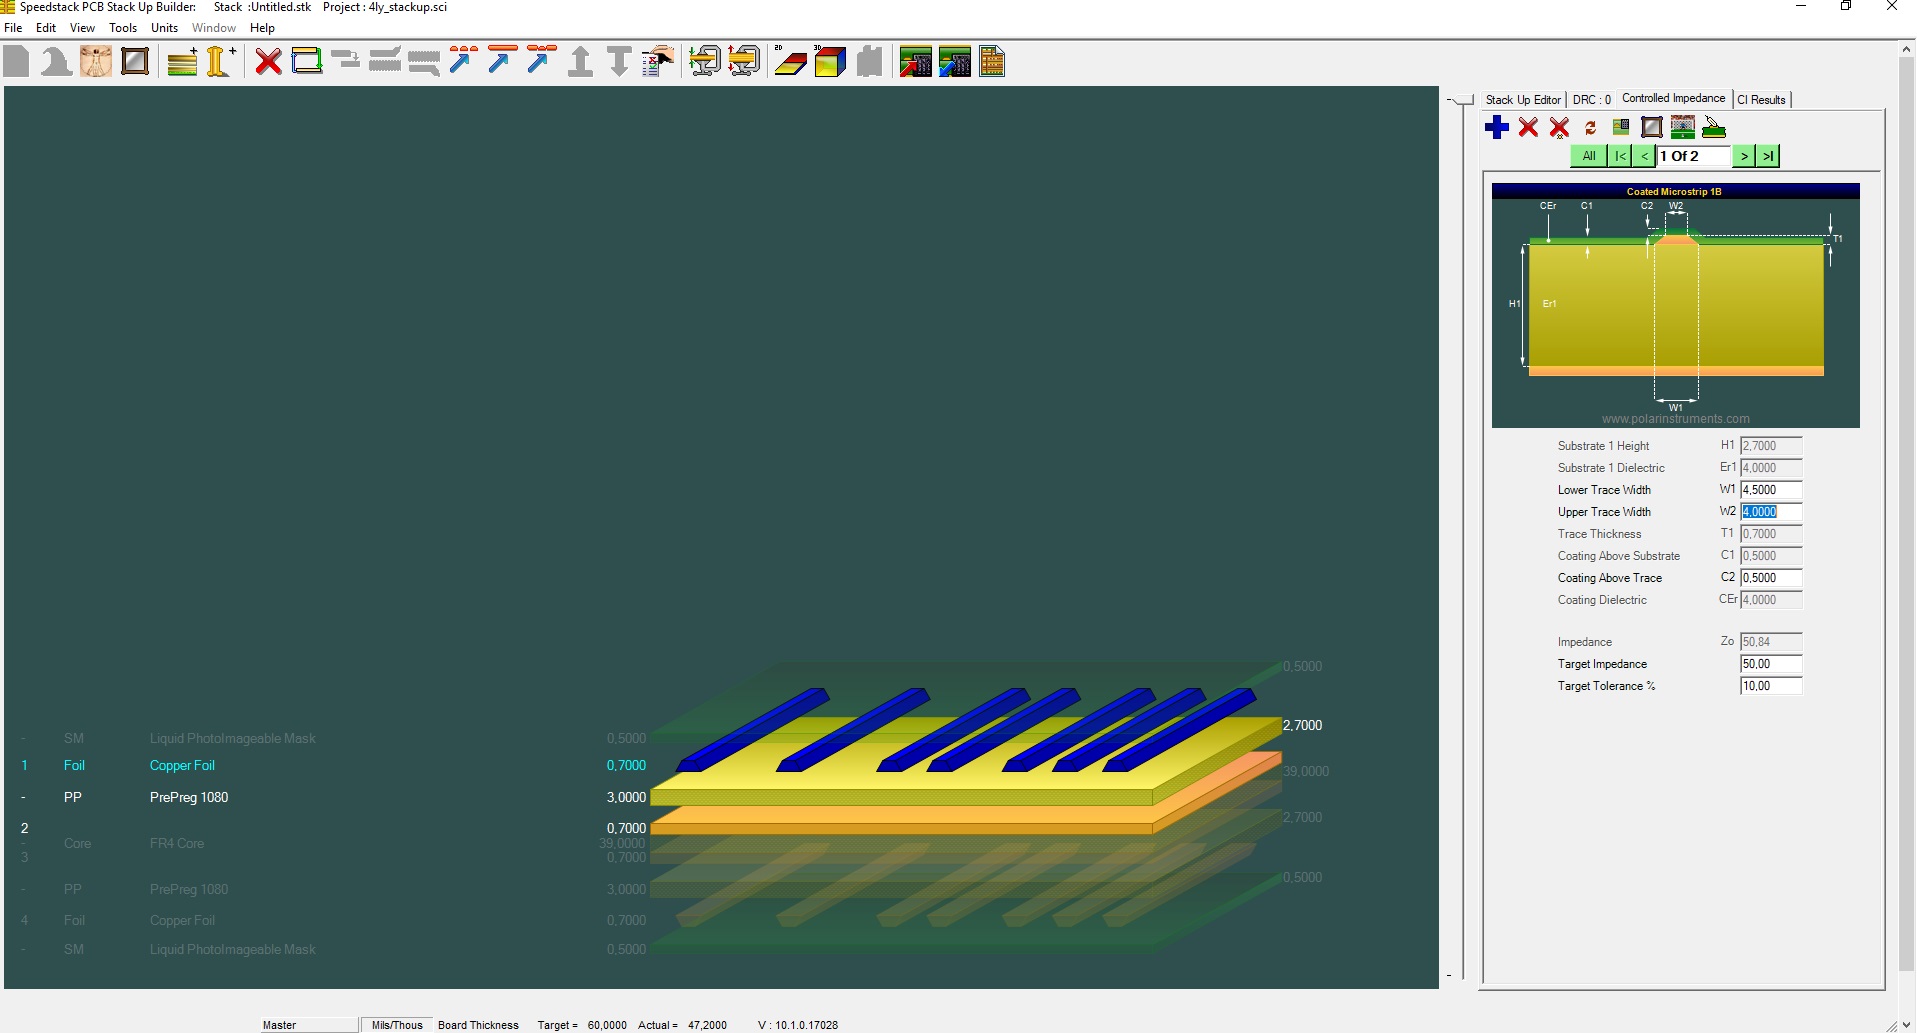 Speedstack PCB Stack Up Builder: Stack :Untitled.stk Project : 4ly_stackup.sci
File Edit View Tools Units Window Help
2D 3D
Stack Up Editor DRC : 0 Controlled Impedance CI Results
All |< < 1 Of 2 > >|
Coated Microstrip 1B
CEr C1 C2 W2
T1
H1 Er1
W1
www.polarinstruments.com
Substrate 1 Height H1 2,7000
Substrate 1 Dielectric Er1 4,0000
Lower Trace Width W1 4,5000
Upper Trace Width W2 4,0000
Trace Thickness T1 0,7000
Coating Above Substrate C1 0,5000
Coating Above Trace C2 0,5000
Coating Dielectric CEr 4,0000
Impedance Zo 50,84
Target Impedance 50,00
Target Tolerance % 10,00
0,5000
- SM Liquid PhotoImageable Mask 0,5000 2,7000
1 Foil Copper Foil 0,7000 39,0000
- PP PrePreg 1080 3,0000
2 0,7000 2,7000
- Core FR4 Core 39,0000
3 0,7000
- PP PrePreg 1080 3,0000 0,5000
4 Foil Copper Foil 0,7000
- SM Liquid PhotoImageable Mask 0,5000
Master Mils/Thous Board Thickness Target = 60,0000 Actual = 47,2000 V : 10.1.0.17028